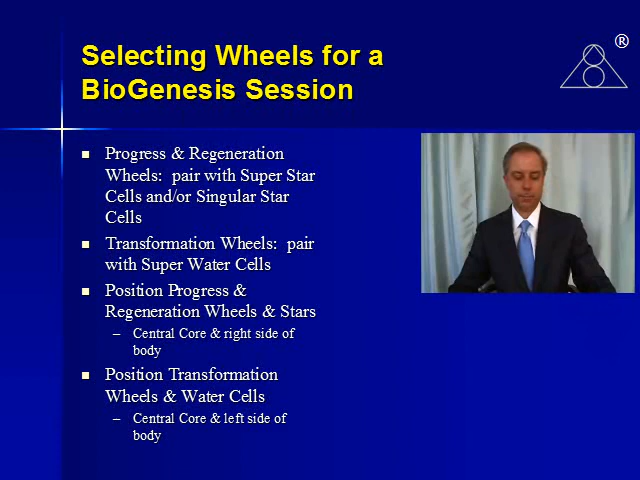 Selecting Wheels for a
BioGenesis Session
®
Progress & Regeneration
Wheels:  pair with Super Star
Cells and/or Singular Star
Cells
Transformation Wheels:  pair
with Super Water Cells
Position Progress &
Regeneration Wheels & Stars
– Central Core & right side of
body
Position Transformation
Wheels & Water Cells
– Central Core & left side of
body